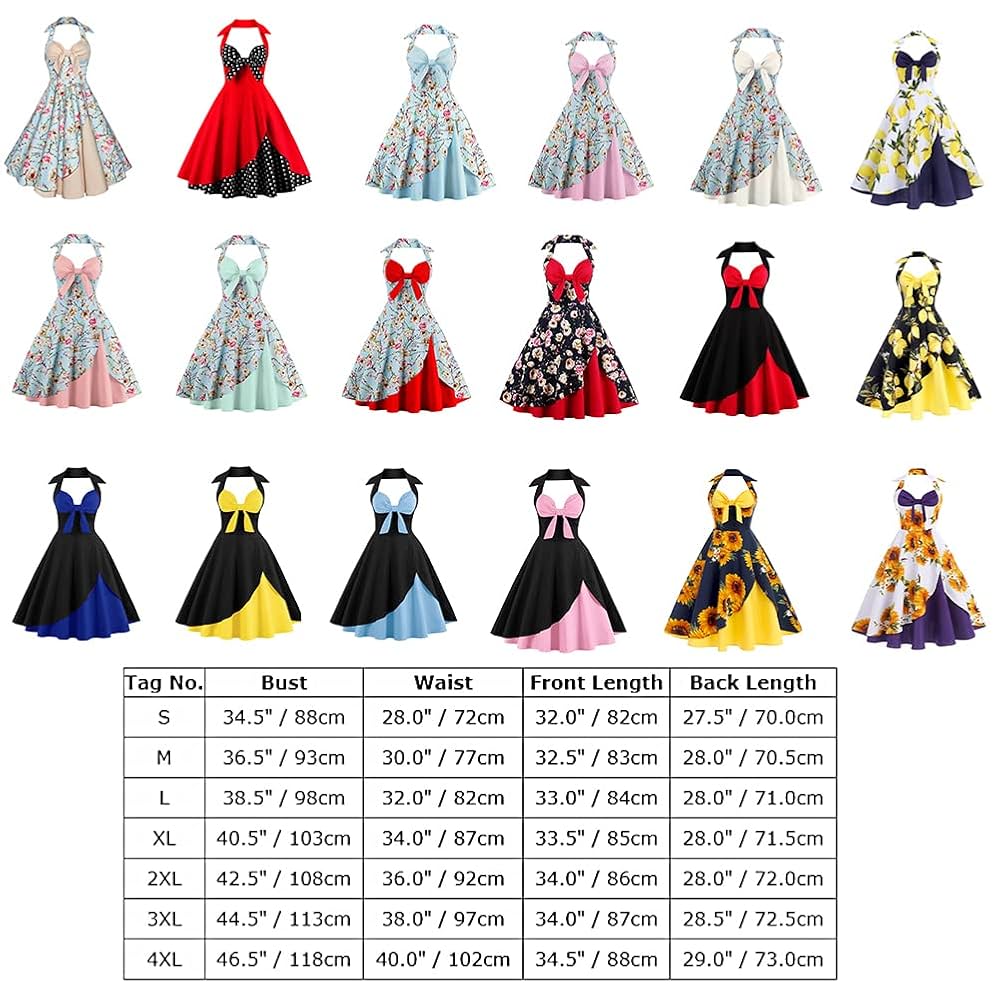 Tag No. Bust Waist Front Length Back Length
S 34.5" / 88cm 28.0" / 72cm 32.0" / 82cm 27.5" / 70.0cm
M 36.5" / 93cm 30.0" / 77cm 32.5" / 83cm 28.0" / 70.5cm
L 38.5" / 98cm 32.0" / 82cm 33.0" / 84cm 28.0" / 71.0cm
XL 40.5" / 103cm 34.0" / 87cm 33.5" / 85cm 28.0" / 71.5cm
2XL 42.5" / 108cm 36.0" / 92cm 34.0" / 86cm 28.0" / 72.0cm
3XL 44.5" / 113cm 38.0" / 97cm 34.0" / 87cm 28.5" / 72.5cm
4XL 46.5" / 118cm 40.0" / 102cm 34.5" / 88cm 29.0" / 73.0cm